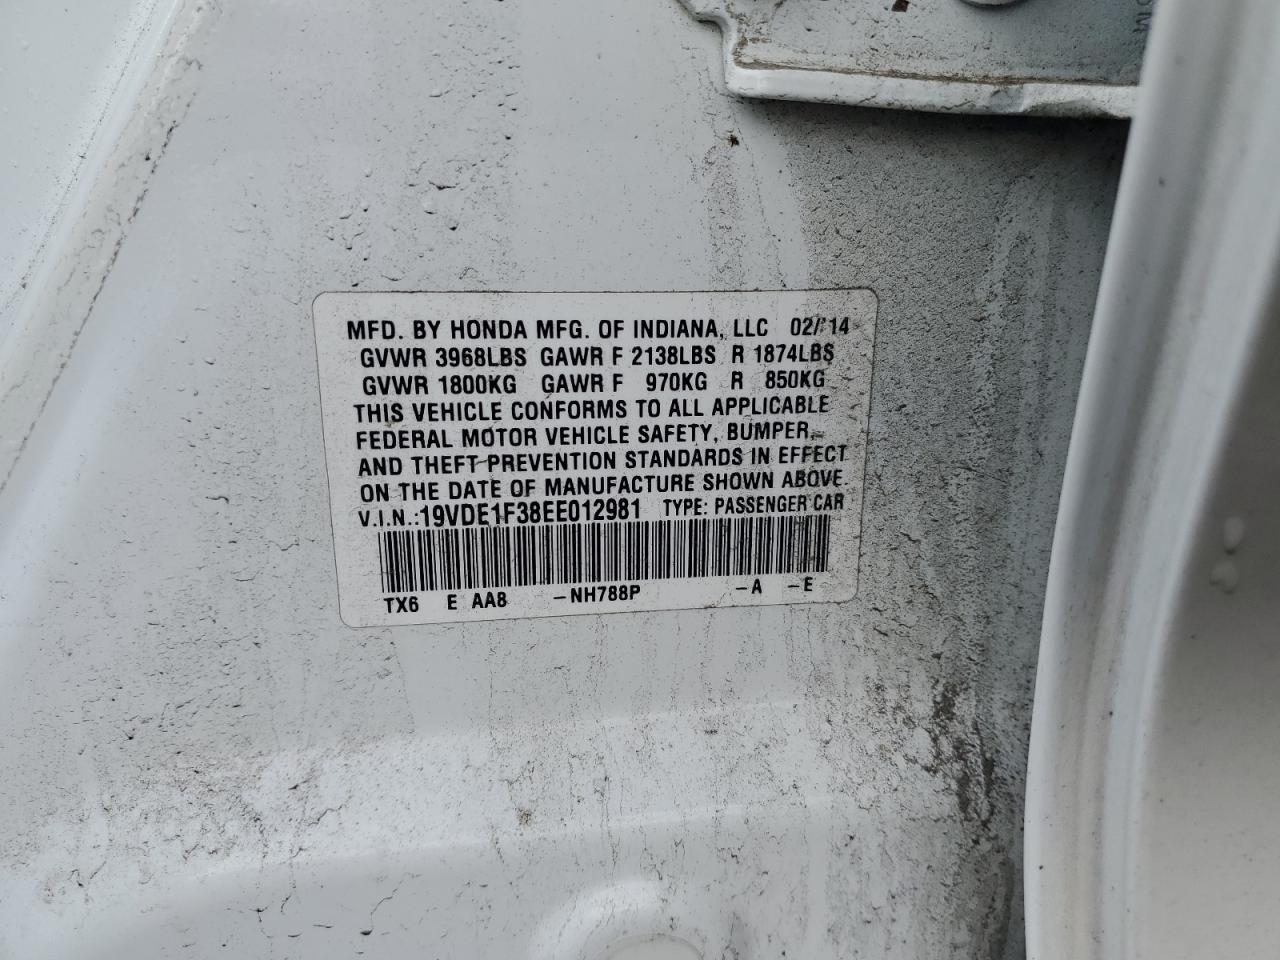 MFD. BY HONDA MFG. OF INDIANA, LLC 02/14
GVWR 3968LBS GAWR F 2138LBS R 1874LBS
GVWR 1800KG GAWR F 970KG R 850KG
THIS VEHICLE CONFORMS TO ALL APPLICABLE
FEDERAL MOTOR VEHICLE SAFETY, BUMPER,
AND THEFT PREVENTION STANDARDS IN EFFECT
ON THE DATE OF MANUFACTURE SHOWN ABOVE.
V.I.N.:19VDE1F38EE012981 TYPE: PASSENGER CAR
TX6 E AA8 -NH788P -A -E